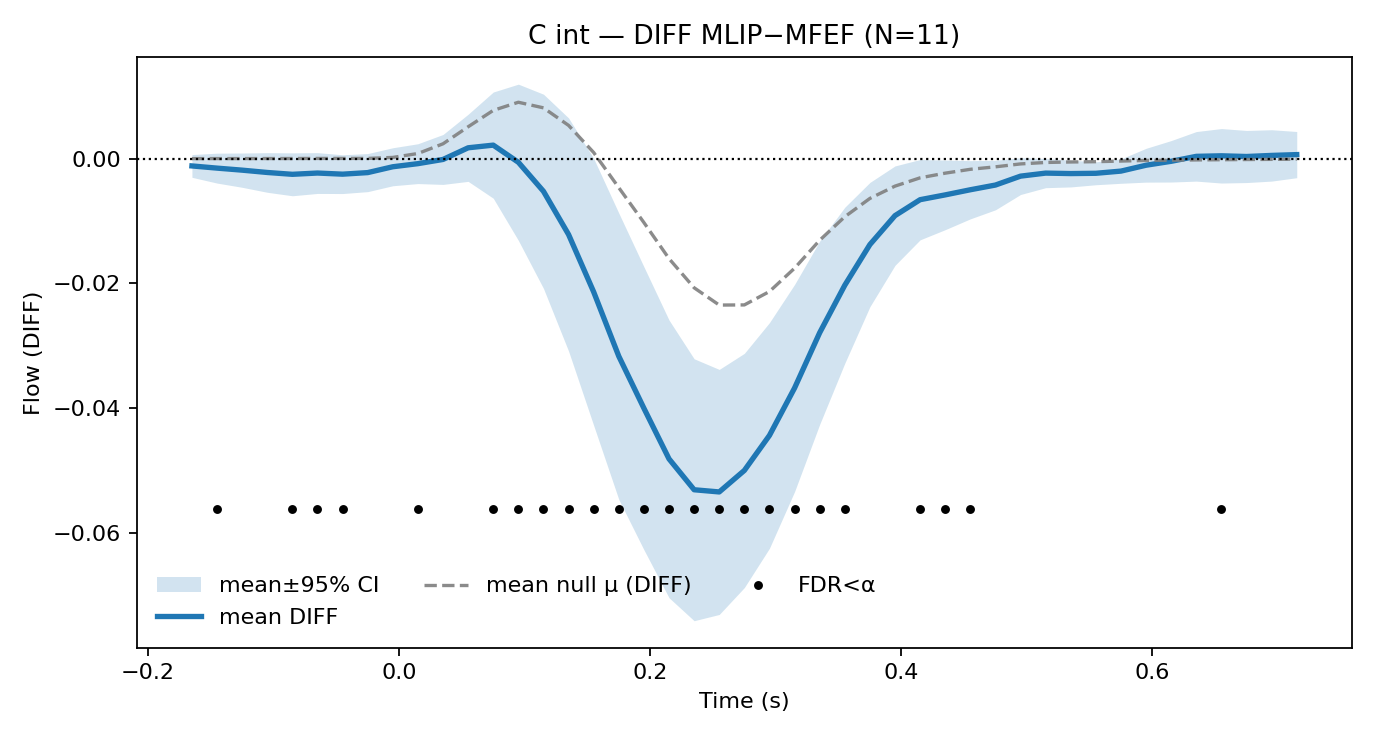 C int — DIFF MLIP−MFEF (N=11)
Flow (DIFF)
0.00
−0.02
−0.04
−0.06
mean±95% CI
mean DIFF
mean null μ (DIFF)
FDR<α
−0.2
0.0
0.2
0.4
0.6
Time (s)